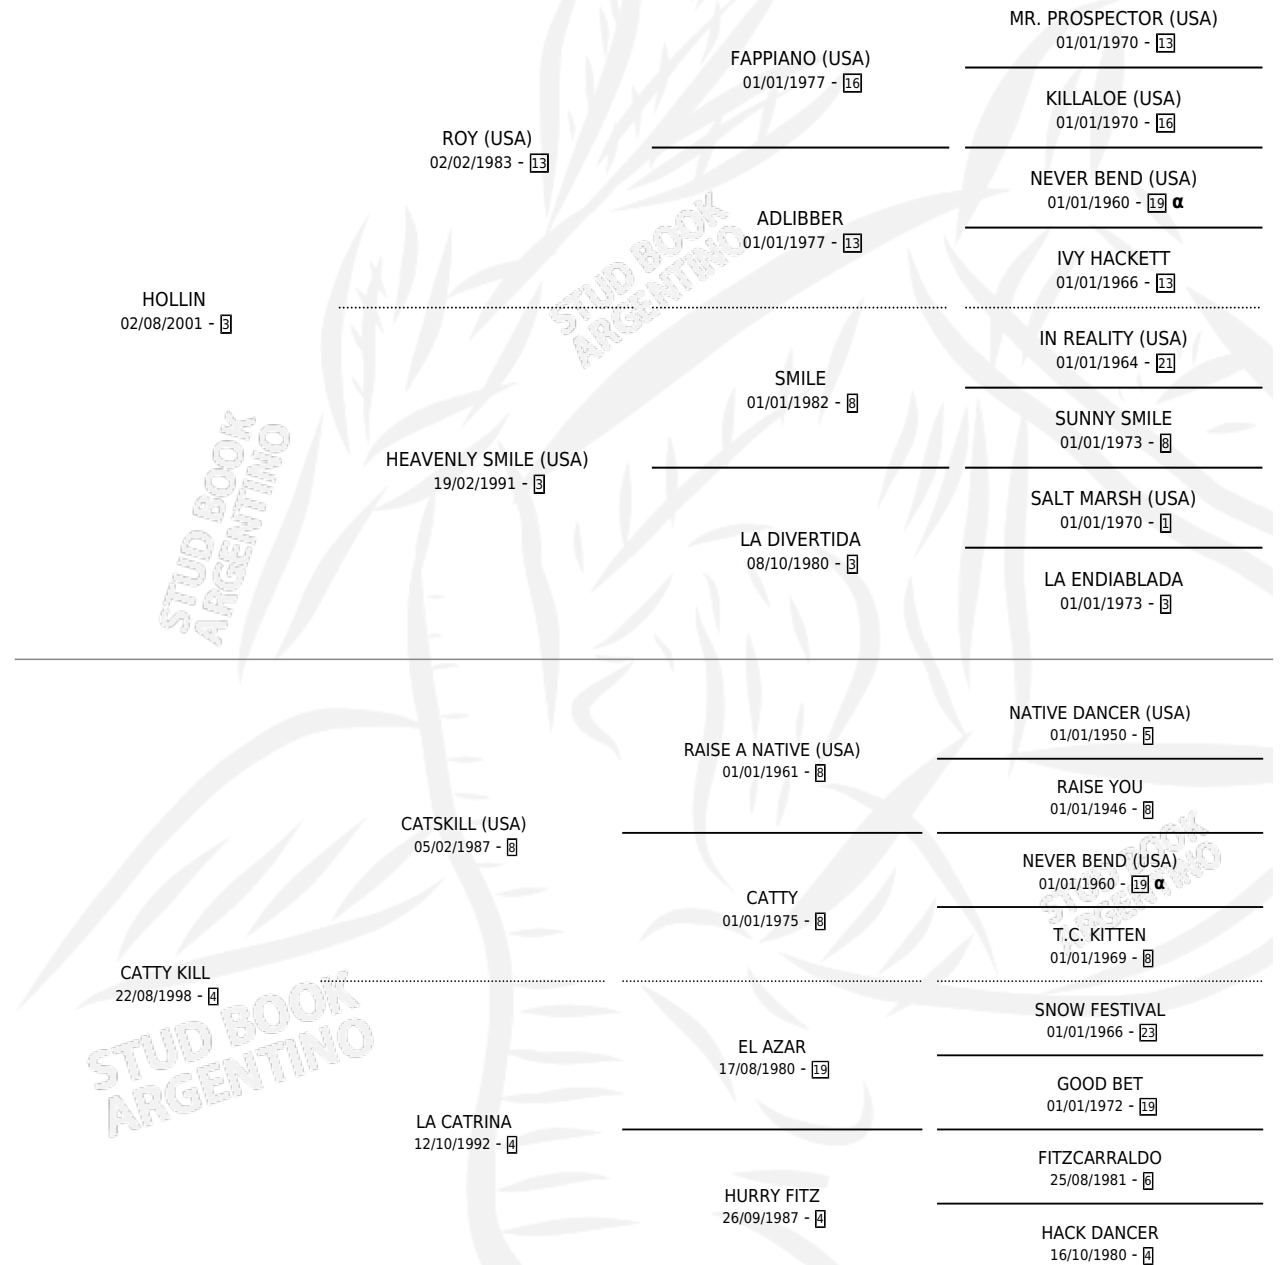 MR. PROSPECTOR (USA)
01/01/1970 - 13
FAPPIANO (USA)
01/01/1977 - 16
KILLALOE (USA)
01/01/1970 - 16
ROY (USA)
02/02/1983 - 13
NEVER BEND (USA)
01/01/1960 - 19 α
ADLIBBER
01/01/1977 - 13
IVY HACKETT
01/01/1966 - 13
HOLLIN
02/08/2001 - 3
IN REALITY (USA)
01/01/1964 - 21
SMILE
01/01/1982 - 8
SUNNY SMILE
01/01/1973 - 8
HEAVENLY SMILE (USA)
19/02/1991 - 3
SALT MARSH (USA)
01/01/1970 - 1
LA DIVERTIDA
08/10/1980 - 3
LA ENDIABLADA
01/01/1973 - 3
STUD BOOK
ARGENTINO
STUD BOOK
ARGENTINO
NATIVE DANCER (USA)
01/01/1950 - 5
RAISE A NATIVE (USA)
01/01/1961 - 8
RAISE YOU
01/01/1946 - 8
CATSKILL (USA)
05/02/1987 - 8
NEVER BEND (USA)
01/01/1960 - 19 α
CATTY
01/01/1975 - 8
T.C. KITTEN
01/01/1969 - 8
CATTY KILL
22/08/1998 - 4
SNOW FESTIVAL
01/01/1966 - 23
EL AZAR
17/08/1980 - 19
GOOD BET
01/01/1972 - 19
LA CATRINA
12/10/1992 - 4
FITZCARRALDO
25/08/1981 - 6
HURRY FITZ
26/09/1987 - 4
HACK DANCER
16/10/1980 - 4
STUD BOOK
ARGENTINO
STUD BOOK
ARGENTINO